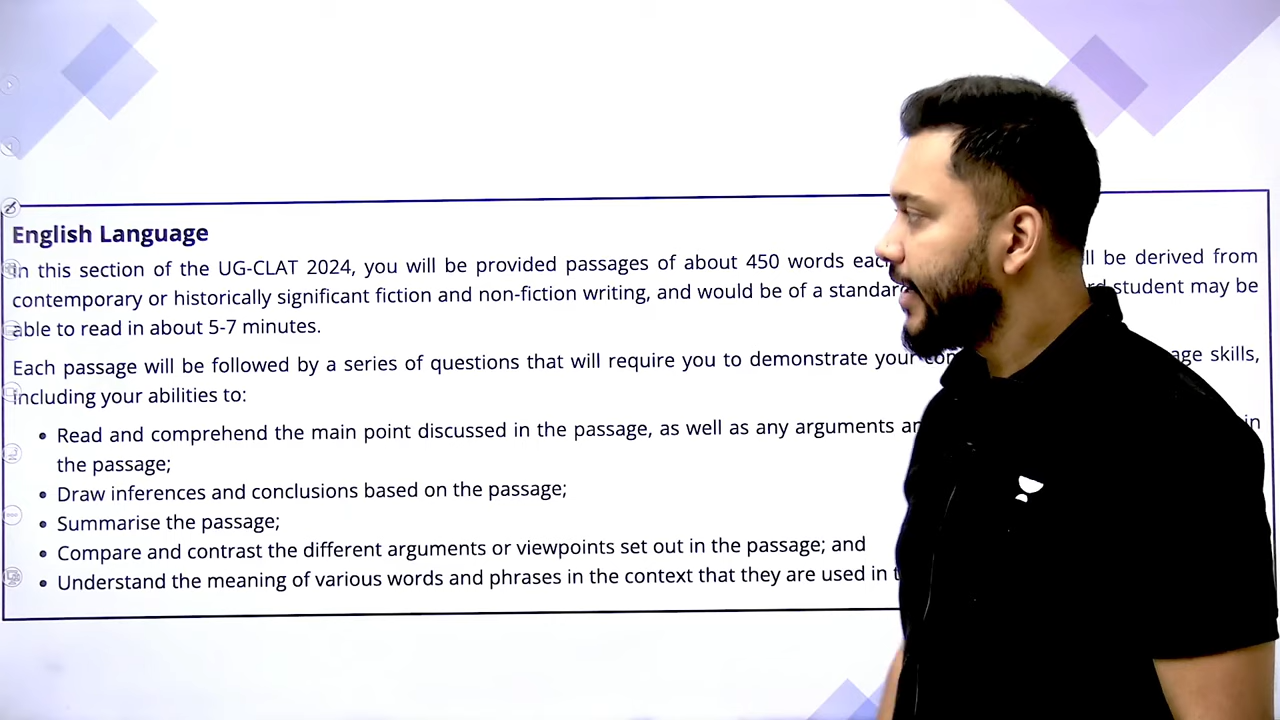 English Language
In this section of the UG-CLAT 2024, you will be provided passages of about 450 words be derived from
contemporary or historically significant fiction and non-fiction writing, and would be of a student may be
able to read in about 5-7 minutes.
Each passage will be followed by a series of questions that will require you to demonstrate your skills,
including your abilities to:
Read and comprehend the main point discussed in the passage, as well as any arguments in
the passage;
Draw inferences and conclusions based on the passage;
Summarise the passage;
Compare and contrast the different arguments or viewpoints set out in the passage; and
Understand the meaning of various words and phrases in the context that they are used in